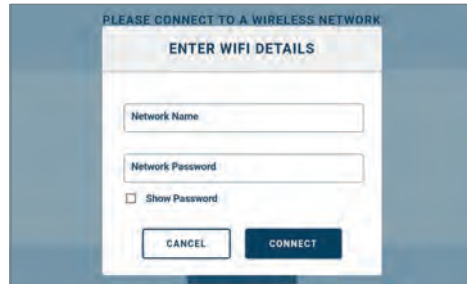 PLEASE CONNECT TO A WIRELESS NETWORK
ENTER WIFI DETAILS
Network Name
Network Password
Show Password
CANCEL CONNECT